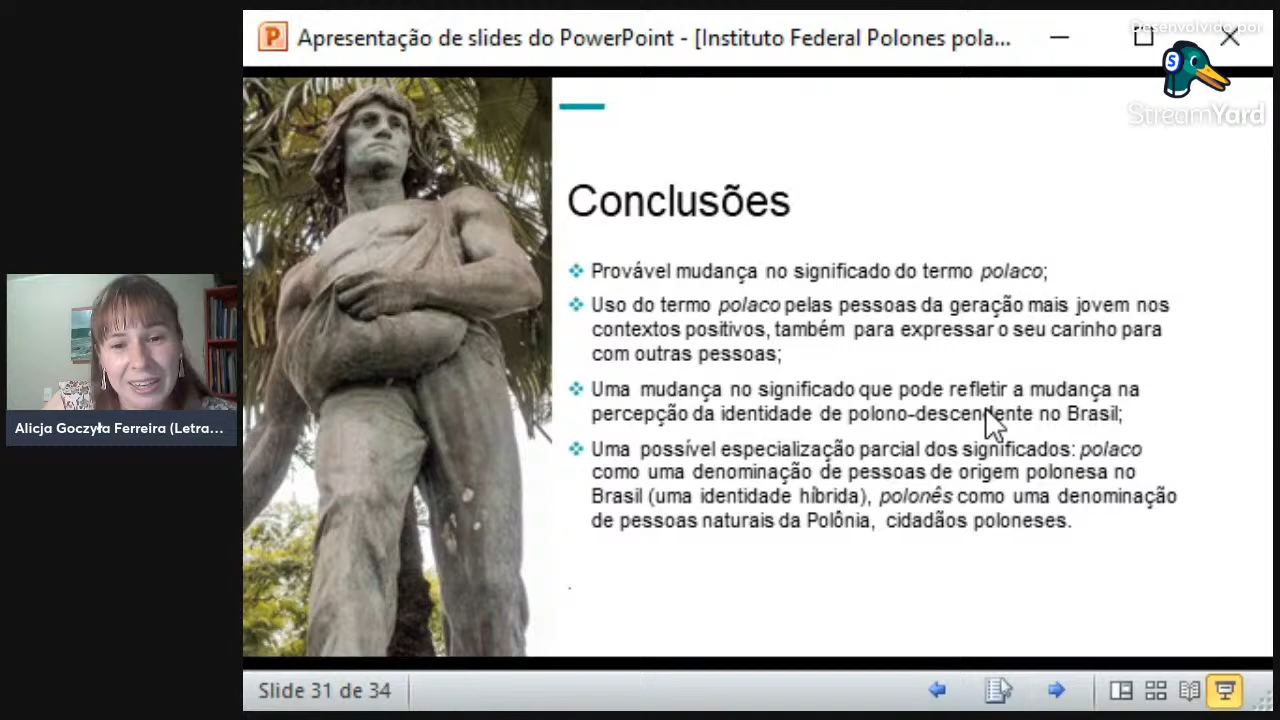 Apresentação de slides do PowerPoint - [Instituto Federal Polones pola...
Desenvolvido por
S
StreamYard
Conclusões
Provável mudança no significado do termo polaco;
Uso do termo polaco pelas pessoas da geração mais jovem nos
contextos positivos, também para expressar o seu carinho para
com outras pessoas;
Uma mudança no significado que pode refletir a mudança na
percepção da identidade de polono-descendente no Brasil;
Uma possível especialização parcial dos significados: polaco
como uma denominação de pessoas de origem polonesa no
Brasil (uma identidade híbrida), polonês como uma denominação
de pessoas naturais da Polônia, cidadãos poloneses.
.
Alicja Goczyła Ferreira (Letra...
Slide 31 de 34